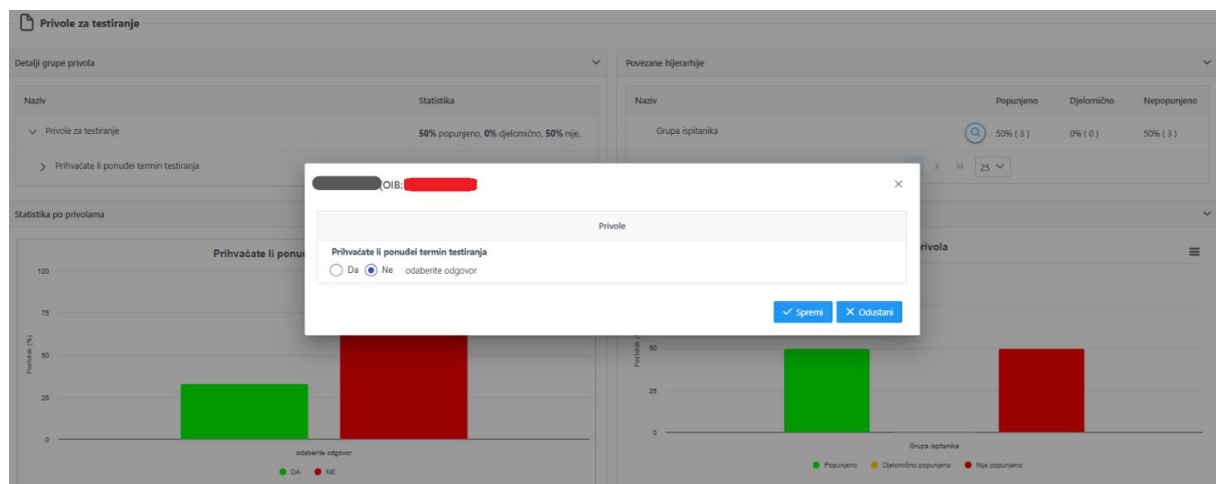 Privole za testiranje
Detalji grupe privola
Naziv Statistika
Privole za testiranje 50% popunjeno, 0% djelomično, 50% nije,
Prihvaćate li ponuđei termin testiranja
Povezane hijerarhije
Naziv Popunjeno Djelomično Nepopunjeno
Grupa ispitanika 50% ( 3 ) 0% ( 0 ) 50% ( 3 )
25
(OIB:
Privole
Prihvaćate li ponuđei termin testiranja
Da Ne odaberite odgovor
Spremi Odustani
Statistika po privolama
Prihvaćate li ponu
100
75
50
25
0
Postotak (%)
odaberite odgovor
DA NE
rivola
50
25
0
Grupa ispitanika
Popunjeno Djelomično popunjeno Nije popunjeno